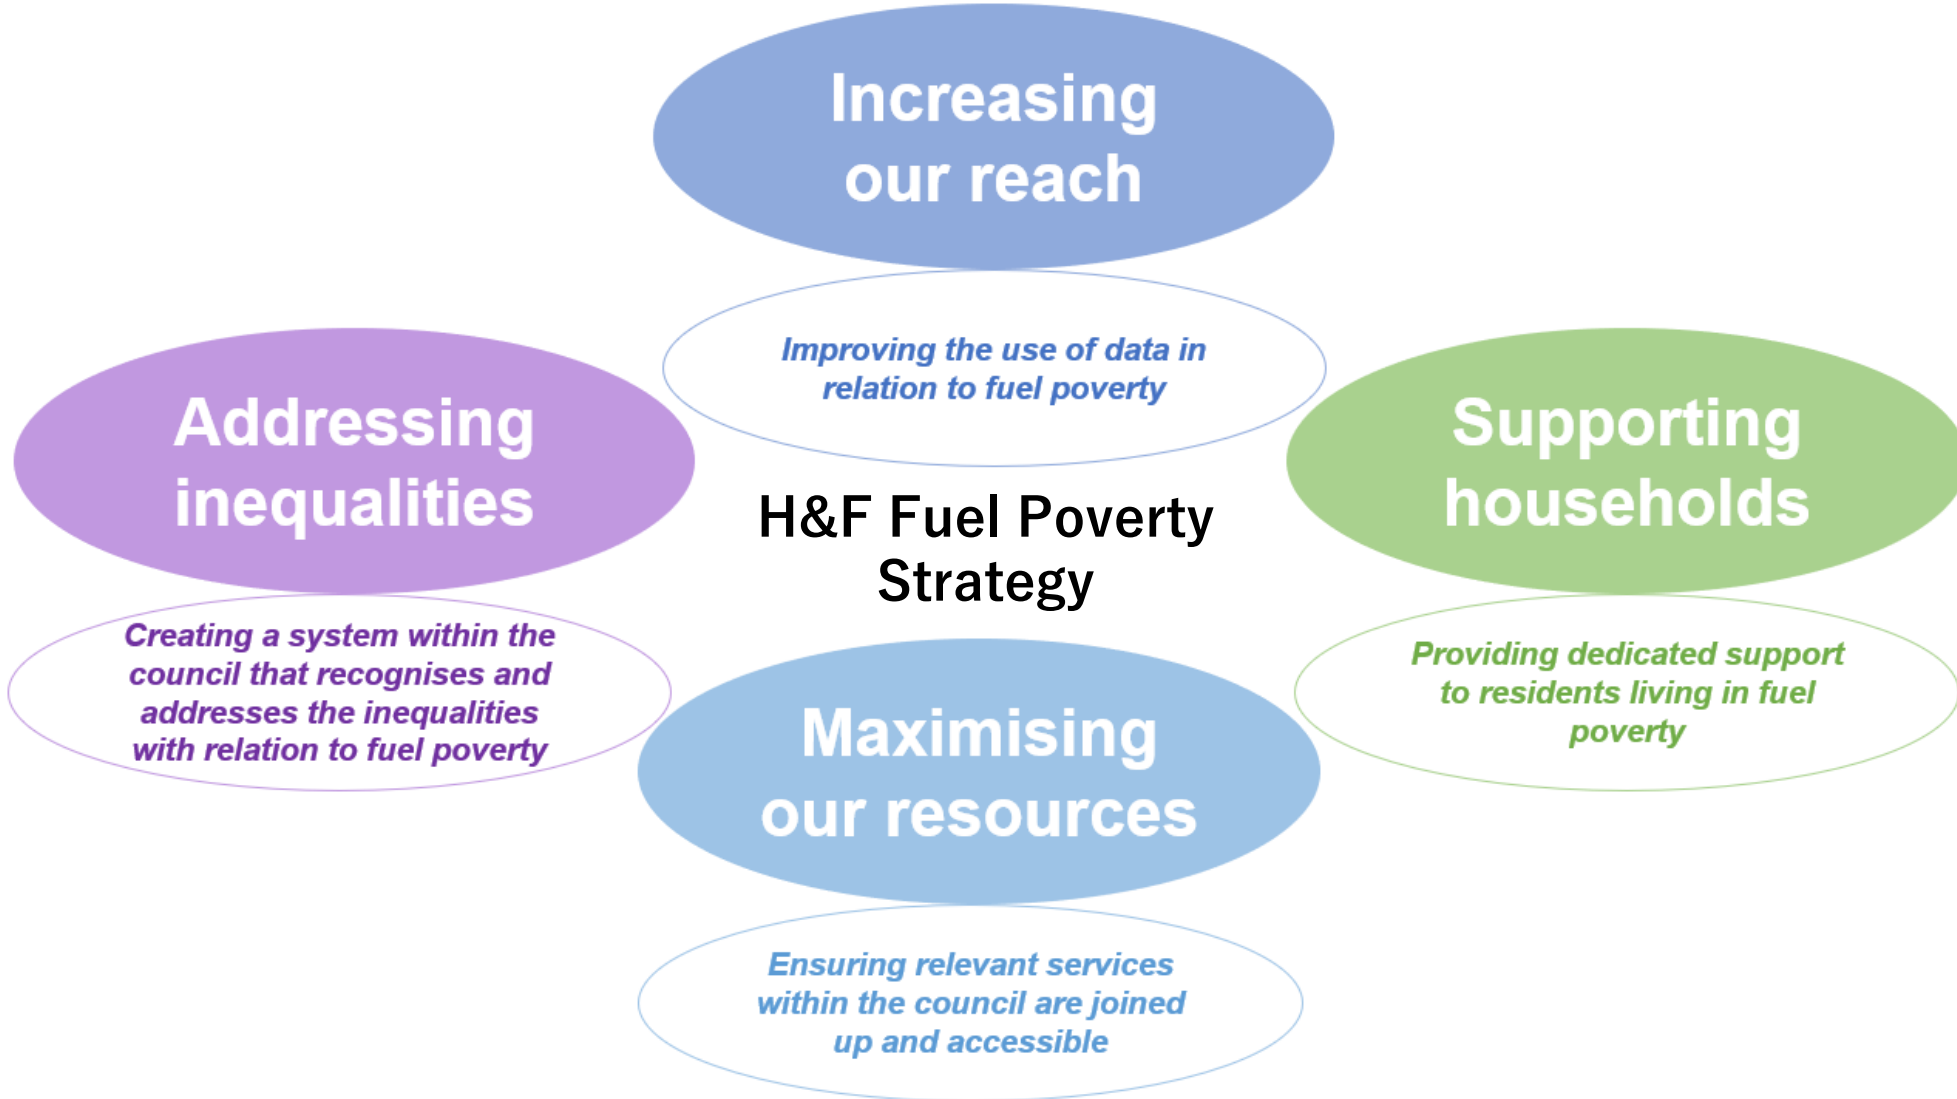 Increasing
our reach
Improving the use of data in
relation to fuel poverty
Addressing
inequalities
Creating a system within the
council that recognises and
addresses the inequalities
with relation to fuel poverty
H&F Fuel Poverty
Strategy
Supporting
households
Providing dedicated support
to residents living in fuel
poverty
Maximising
our resources
Ensuring relevant services
within the council are joined
up and accessible